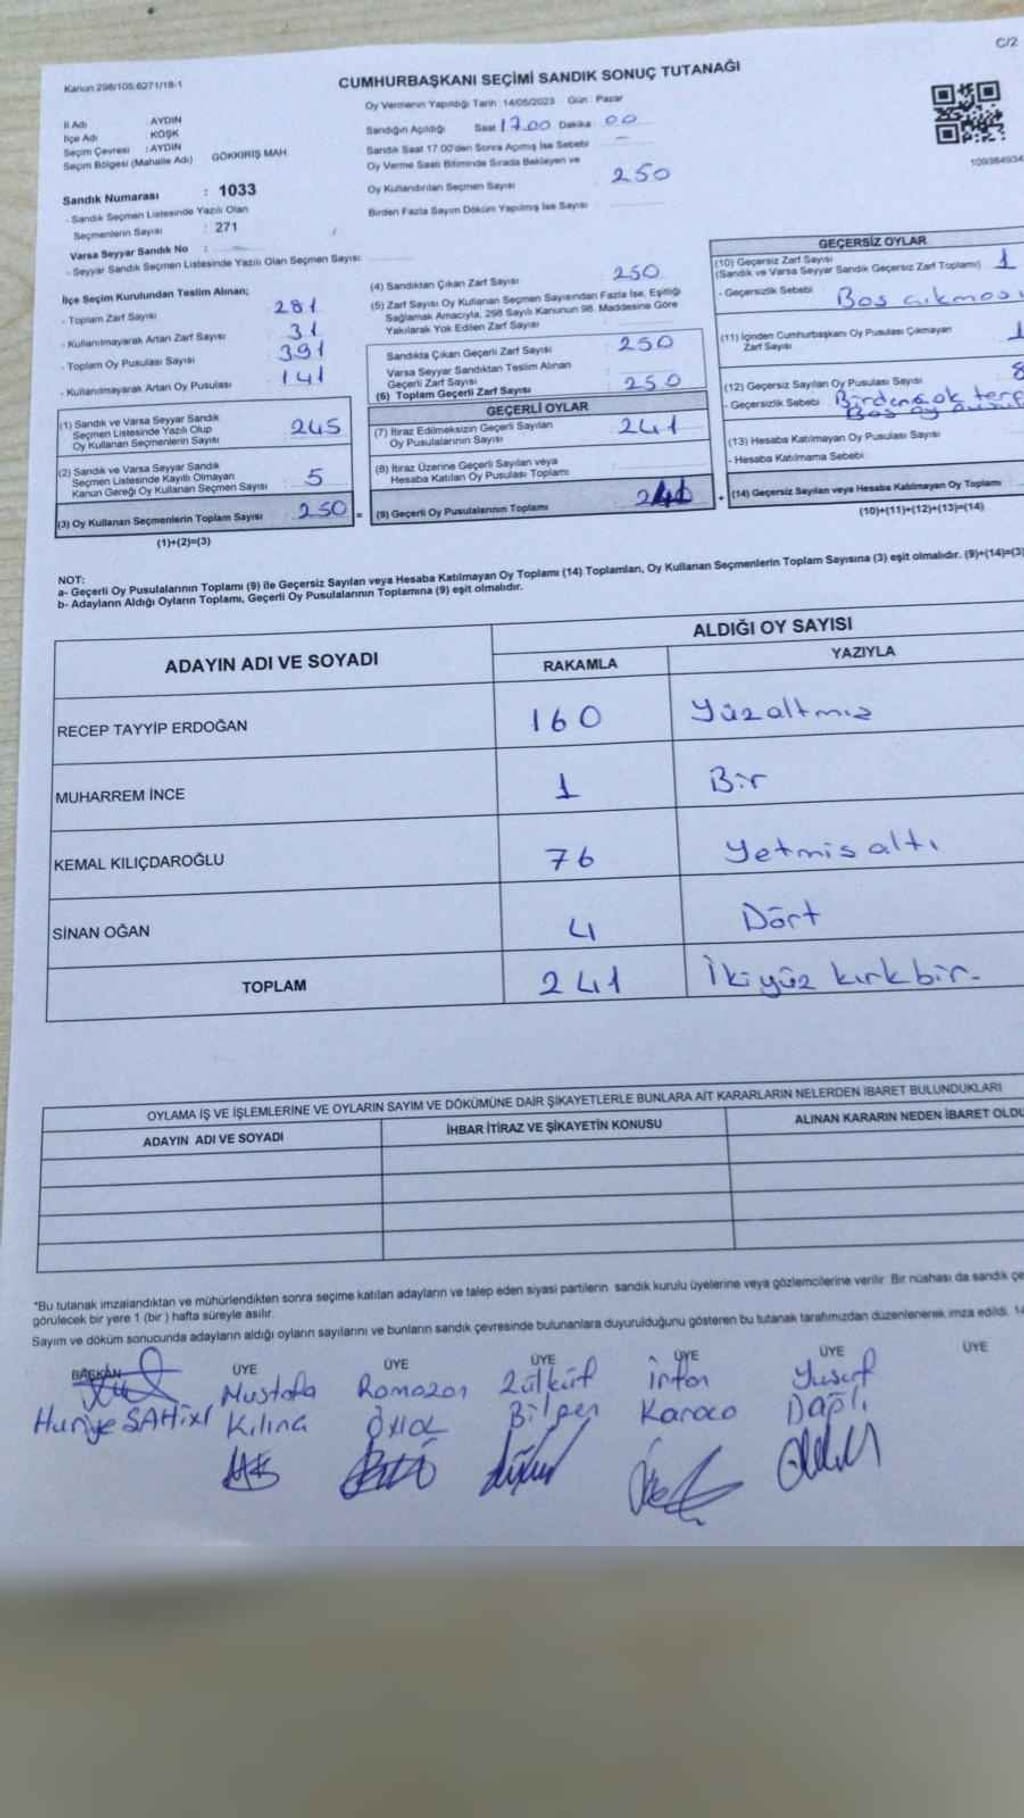 C/2
Kanun 298/105.6271/18-1
CUMHURBAŞKANI SEÇİMİ SANDIK SONUÇ TUTANAĞI
Oy Vermenin Yapıldığı Tarih: 14/05/2023 Gün: Pazar
İl Adı AYDIN
İlçe Adı KÖŞK
Seçim Çevresi : AYDIN
Seçim Bölgesi (Mahalle Adı) GÖKKİRİŞ MAH
Sandığın Açıldığı Saat 17.00 Dakika 00
Sandık Saat 17.00'den Sonra Açılmış İse Sebebi -
Oy Verme Saati Bitiminde Sırada Bekleyen ve
Oy Kullandırılan Seçmen Sayısı 250
Birden Fazla Sayım Döküm Yapılmış İse Sayısı
Sandık Numarası : 1033
- Sandık Seçmen Listesinde Yazılı Olan
Seçmenlerin Sayısı : 271
Varsa Seyyar Sandık No :
- Seyyar Sandık Seçmen Listesinde Yazılı Olan Seçmen Sayısı:
İlçe Seçim Kurulundan Teslim Alınan;
- Toplam Zarf Sayısı 281
- Kullanılmayarak Artan Zarf Sayısı 31
- Toplam Oy Pusulası Sayısı 391
- Kullanılmayarak Artan Oy Pusulası 141
(1) Sandık ve Varsa Seyyar Sandık
Seçmen Listesinde Yazılı Olup
Oy Kullanan Seçmenlerin Sayısı 245
(2) Sandık ve Varsa Seyyar Sandık
Seçmen Listesinde Kayıtlı Olmayan
Kanun Gereği Oy Kullanan Seçmen Sayısı 5
(3) Oy Kullanan Seçmenlerin Toplam Sayısı 250 =
(1)+(2)=(3)
(4) Sandıktan Çıkan Zarf Sayısı 250
(5) Zarf Sayısı Oy Kullanan Seçmen Sayısından Fazla İse, Eşitliği
Sağlamak Amacıyla, 298 Sayılı Kanunun 98. Maddesine Göre
Yakılarak Yok Edilen Zarf Sayısı
Sandıkta Çıkan Geçerli Zarf Sayısı 250
Varsa Seyyar Sandıktan Teslim Alınan
Geçerli Zarf Sayısı
(6) Toplam Geçerli Zarf Sayısı 250
GEÇERLİ OYLAR
(7) İtiraz Edilmeksizin Geçerli Sayılan
Oy Pusulalarının Sayısı 241
(8) İtiraz Üzerine Geçerli Sayılan veya
Hesaba Katılan Oy Pusulası Toplamı
(9) Geçerli Oy Pusulalarının Toplamı +
GEÇERSİZ OYLAR
(10) Geçersiz Zarf Sayısı
(Sandık ve Varsa Seyyar Sandık Geçersiz Zarf Toplamı) 1
- Geçersizlik Sebebi Boş çıkması
(11) İçinden Cumhurbaşkanı Oy Pusulası Çıkmayan
Zarf Sayısı
(12) Geçersiz Sayılan Oy Pusulası Sayısı 8
- Geçersizlik Sebebi Birden çok
Boş oy
(13) Hesaba Katılmayan Oy Pusulası Sayısı
- Hesaba Katılmama Sebebi
(14) Geçersiz Sayılan veya Hesaba Katılmayan Oy Toplamı
(10)+(11)+(12)+(13)=(14)
NOT:
a- Geçerli Oy Pusulalarının Toplamı (9) ile Geçersiz Sayılan veya Hesaba Katılmayan Oy Toplamı (14) Toplamları, Oy Kullanan Seçmenlerin Toplam Sayısına (3) eşit olmalıdır. (9)+(14)=(3)
b- Adayların Aldığı Oyların Toplamı, Geçerli Oy Pusulalarının Toplamına (9) eşit olmalıdır.
ADAYIN ADI VE SOYADI
ALDIĞI OY SAYISI
RAKAMLA YAZIYLA
RECEP TAYYİP ERDOĞAN 160 Yüzaltmış
MUHARREM İNCE 1 Bir
KEMAL KILIÇDAROĞLU 76 Yetmis altı
SİNAN OĞAN 4 Dört
TOPLAM 241 İkiyüz kırkbir.
OYLAMA İŞ VE İŞLEMLERİNE VE OYLARIN SAYIM VE DÖKÜMÜNE DAİR ŞİKAYETLERLE BUNLARA AİT KARARLARIN NELERDEN İBARET BULUNDUKLARI
ADAYIN ADI VE SOYADI İHBAR İTİRAZ VE ŞİKAYETİN KONUSU ALINAN KARARIN NEDEN İBARET OLDU
"Bu tutanak imzalandıktan ve mühürlendikten sonra seçime katılan adayların ve talep eden siyasi partilerin sandık kurulu üyelerine veya gözlemcilerine verilir. Bir nüshası da sandık çe
görülecek bir yere 1 (bir) hafta süreyle asılır.
Sayım ve döküm sonucunda adayların aldığı oyların sayılarını ve bunların sandık çevresinde bulunanlara duyurulduğunu gösteren bu tutanak tarafımızdan düzenlenerek imza edildi. 14
BAŞKAN ÜYE ÜYE ÜYE ÜYE ÜYE ÜYE
Mustafa Ramazan Zülküf İrfan Yusuf
Huriye ŞAHİN Kılınç Bilgen Karaca Dağlı